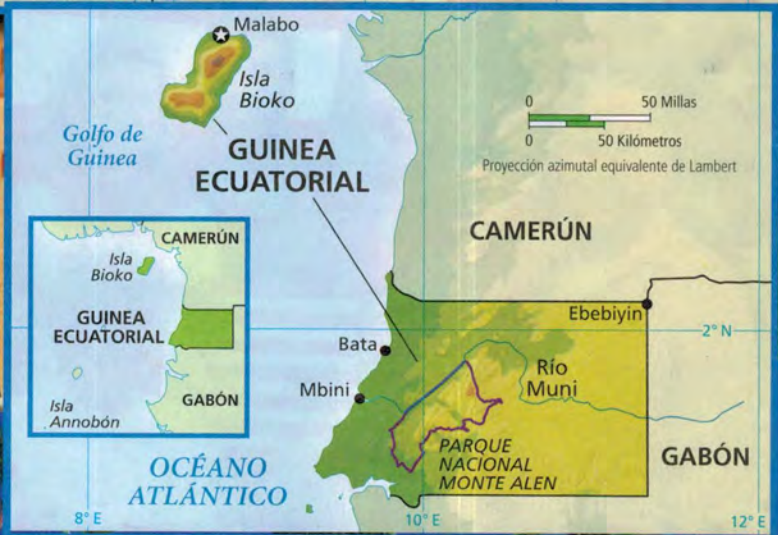 Malabo
Isla
Bioko
Golfo de
Guinea
GUINEA
ECUATORIAL
0 50 Millas
0 50 Kilómetros
Proyección azimutal equivalente de Lambert
CAMERÚN
CAMERÚN
Isla
Bioko
GUINEA
ECUATORIAL
GABÓN
Isla
Annobón
Ebebiyin
2° N
Bata
Mbini
Río
Muni
PARQUE
NACIONAL
MONTE ALEN
GABÓN
OCÉANO
ATLÁNTICO
8° E
10° E
12° E